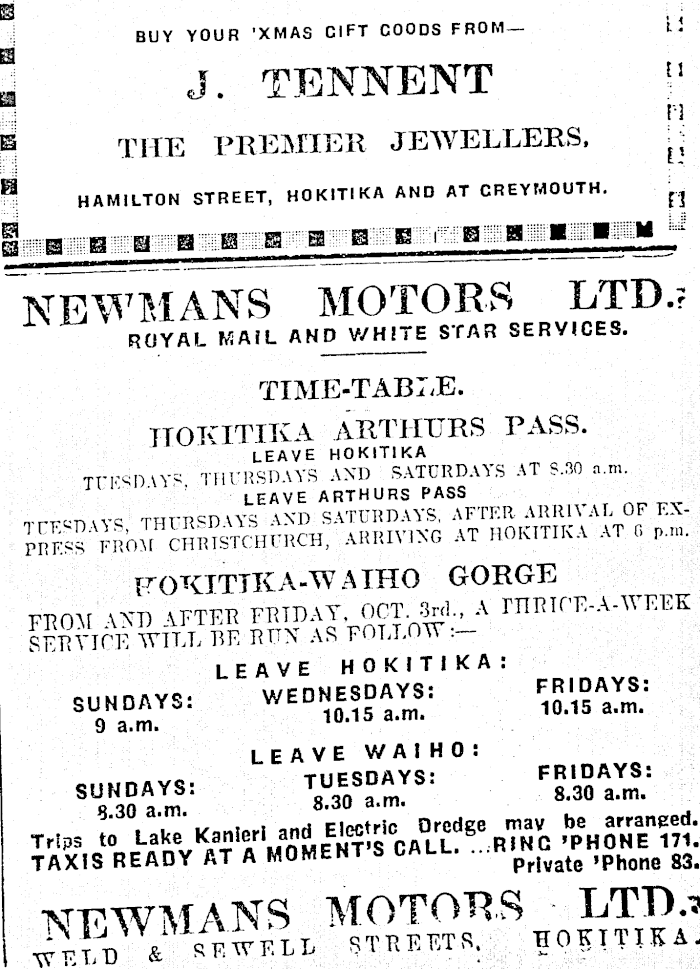 BUY YOUR 'XMAS GIFT GOODS FROM—
J. TENNENT
THE PREMIER JEWELLERS,
HAMILTON STREET, HOKITIKA AND AT GREYMOUTH.
NEWMANS MOTORS LTD.
ROYAL MAIL AND WHITE STAR SERVICES.
TIME-TABLE.
HOKITIKA ARTHURS PASS.
LEAVE HOKITIKA
TUESDAYS, THURSDAYS AND SATURDAYS AT 8.30 a.m.
LEAVE ARTHURS PASS
TUESDAYS, THURSDAYS AND SATURDAYS, AFTER ARRIVAL OF EX-
PRESS FROM CHRISTCHURCH, ARRIVING AT HOKITIKA AT 6 p.m.
HOKITIKA-WAIHO GORGE
FROM AND AFTER FRIDAY, OCT. 3rd., A THRICE-A-WEEK
SERVICE WILL BE RUN AS FOLLOW:—
LEAVE HOKITIKA:
SUNDAYS: WEDNESDAYS: FRIDAYS:
9 a.m. 10.15 a.m. 10.15 a.m.
LEAVE WAIHO:
SUNDAYS: TUESDAYS: FRIDAYS:
8.30 a.m. 8.30 a.m. 8.30 a.m.
Trips to Lake Kanieri and Electric Dredge may be arranged.
TAXIS READY AT A MOMENT'S CALL. ...RING 'PHONE 171.
Private 'Phone 83.
NEWMANS MOTORS LTD.
WELD & SEWELL STREETS, HOKITIKA.